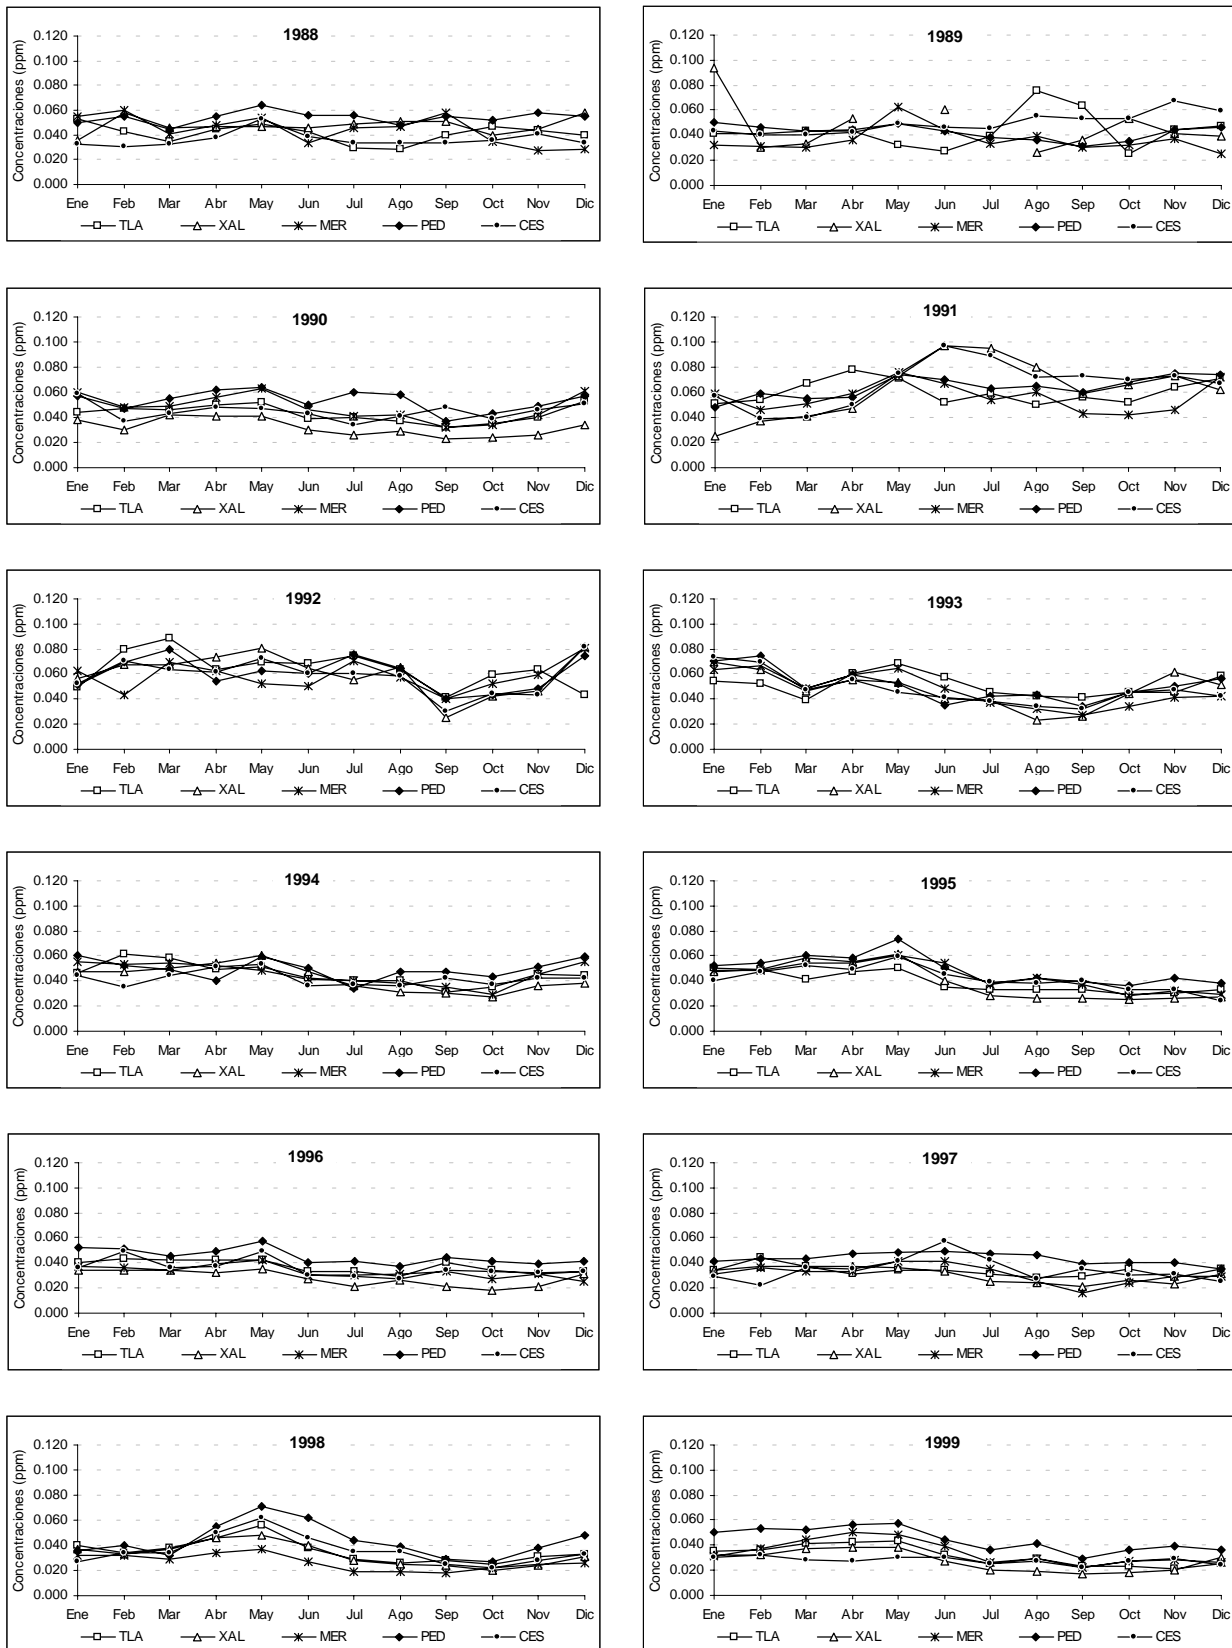 1988
Concentraciones (ppm)
0.120
0.100
0.080
0.060
0.040
0.020
0.000
Ene Feb Mar Abr May Jun Jul Ago Sep Oct Nov Dic
TLA XAL MER PED CES
1989
Concentraciones (ppm)
0.120
0.100
0.080
0.060
0.040
0.020
0.000
Ene Feb Mar Abr May Jun Jul Ago Sep Oct Nov Dic
TLA XAL MER PED CES
1990
Concentraciones (ppm)
0.120
0.100
0.080
0.060
0.040
0.020
0.000
Ene Feb Mar Abr May Jun Jul Ago Sep Oct Nov Dic
TLA XAL MER PED CES
1991
Concentraciones (ppm)
0.120
0.100
0.080
0.060
0.040
0.020
0.000
Ene Feb Mar Abr May Jun Jul Ago Sep Oct Nov Dic
TLA XAL MER PED CES
1992
Concentraciones (ppm)
0.120
0.100
0.080
0.060
0.040
0.020
0.000
Ene Feb Mar Abr May Jun Jul Ago Sep Oct Nov Dic
TLA XAL MER PED CES
1993
Concentraciones (ppm)
0.120
0.100
0.080
0.060
0.040
0.020
0.000
Ene Feb Mar Abr May Jun Jul Ago Sep Oct Nov Dic
TLA XAL MER PED CES
1994
Concentraciones (ppm)
0.120
0.100
0.080
0.060
0.040
0.020
0.000
Ene Feb Mar Abr May Jun Jul Ago Sep Oct Nov Dic
TLA XAL MER PED CES
1995
Concentraciones (ppm)
0.120
0.100
0.080
0.060
0.040
0.020
0.000
Ene Feb Mar Abr May Jun Jul Ago Sep Oct Nov Dic
TLA XAL MER PED CES
1996
Concentraciones (ppm)
0.120
0.100
0.080
0.060
0.040
0.020
0.000
Ene Feb Mar Abr May Jun Jul Ago Sep Oct Nov Dic
TLA XAL MER PED CES
1997
Concentraciones (ppm)
0.120
0.100
0.080
0.060
0.040
0.020
0.000
Ene Feb Mar Abr May Jun Jul Ago Sep Oct Nov Dic
TLA XAL MER PED CES
1998
Concentraciones (ppm)
0.120
0.100
0.080
0.060
0.040
0.020
0.000
Ene Feb Mar Abr May Jun Jul Ago Sep Oct Nov Dic
TLA XAL MER PED CES
1999
Concentraciones (ppm)
0.120
0.100
0.080
0.060
0.040
0.020
0.000
Ene Feb Mar Abr May Jun Jul Ago Sep Oct Nov Dic
TLA XAL MER PED CES